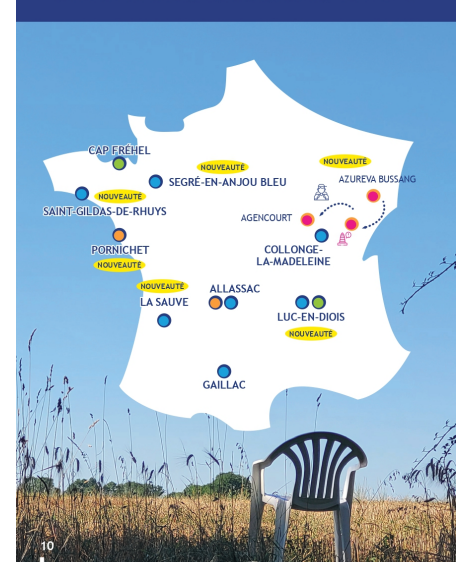 CAP FRÉHEL
NOUVEAUTÉ
SEGRÉ-EN-ANJOU BLEU
NOUVEAUTÉ
AZUREVA BUSSANG
NOUVEAUTÉ
SAINT-GILDAS-DE-RHUYS
AGENCOURT
PORNICHET
NOUVEAUTÉ
COLLONGE-
LA-MADELEINE
NOUVEAUTÉ
LA SAUVE
ALLASSAC
LUC-EN-DIOIS
NOUVEAUTÉ
GAILLAC
10